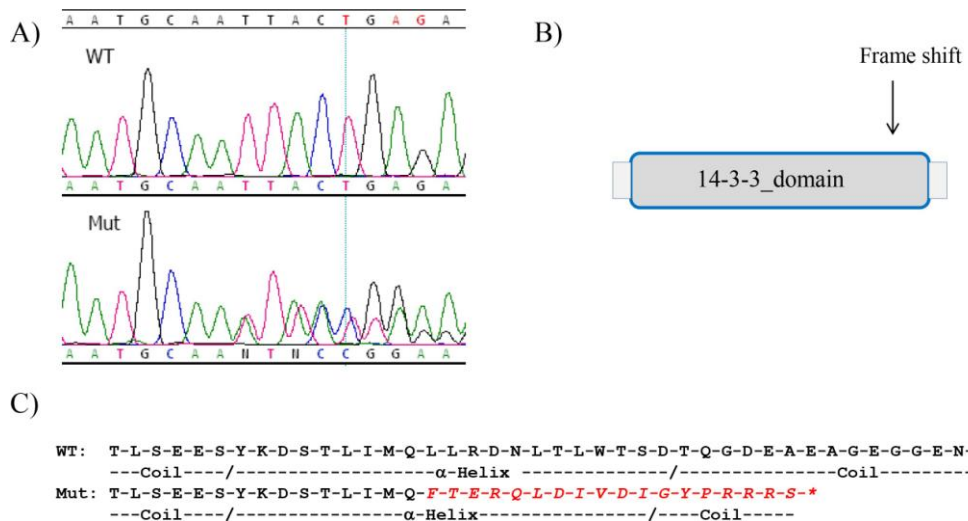 A)
A A T G C A A T T A C T G A G A
WT
A A T G C A A T T A C T G A G A
Mut
A A T G C A A N T N C C G G A A
B)
Frame shift
14-3-3_domain
C)
WT: T-L-S-E-E-S-Y-K-D-S-T-L-I-M-Q-L-L-R-D-N-L-T-L-W-T-S-D-T-Q-G-D-E-A-E-A-G-E-G-G-E-N-
---Coil----/----------------α-Helix -------------/-------------Coil-------
Mut: T-L-S-E-E-S-Y-K-D-S-T-L-I-M-Q-F-T-E-R-Q-L-D-I-V-D-I-G-Y-P-R-R-R-S-*
---Coil----/-------------α-Helix--------------/---Coil------